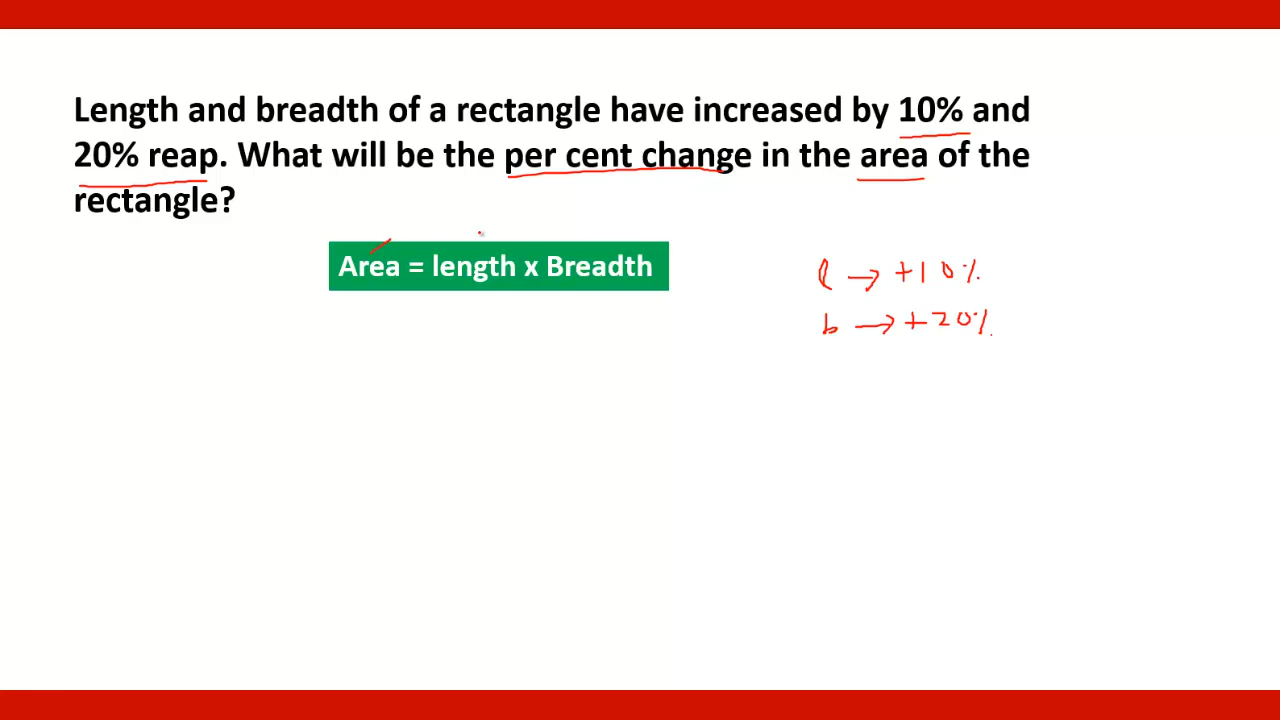 Length and breadth of a rectangle have increased by 10% and
20% reap. What will be the per cent change in the area of the
rectangle?
Area = length x Breadth
l → +10%
b → +20%